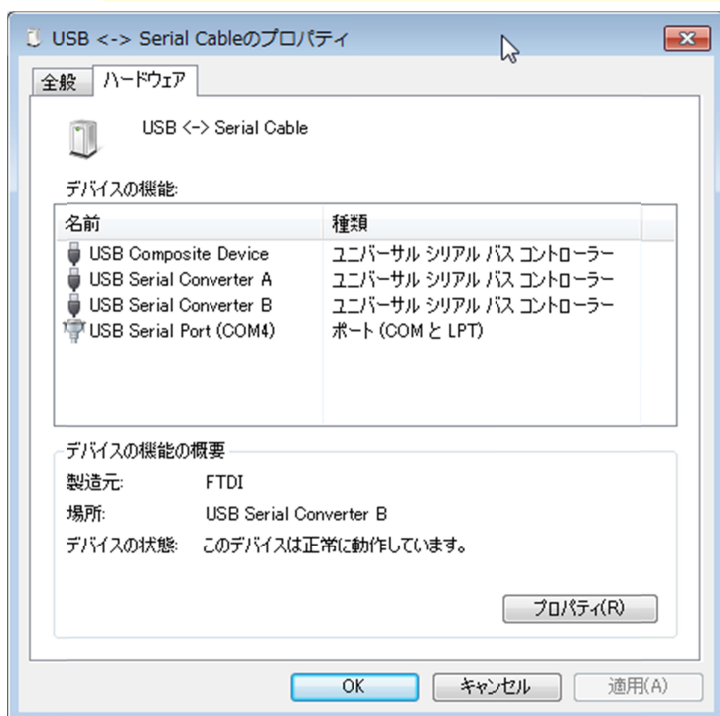 USB <-> Serial Cableのプロパティ
全般 ハードウェア
USB <-> Serial Cable
デバイスの機能:
名前 種類
USB Composite Device ユニバーサル シリアル バス コントローラー
USB Serial Converter A ユニバーサル シリアル バス コントローラー
USB Serial Converter B ユニバーサル シリアル バス コントローラー
USB Serial Port (COM4) ポート (COM と LPT)
デバイスの機能の概要
製造元: FTDI
場所: USB Serial Converter B
デバイスの状態: このデバイスは正常に動作しています。
プロパティ(R)
OK キャンセル 適用(A)